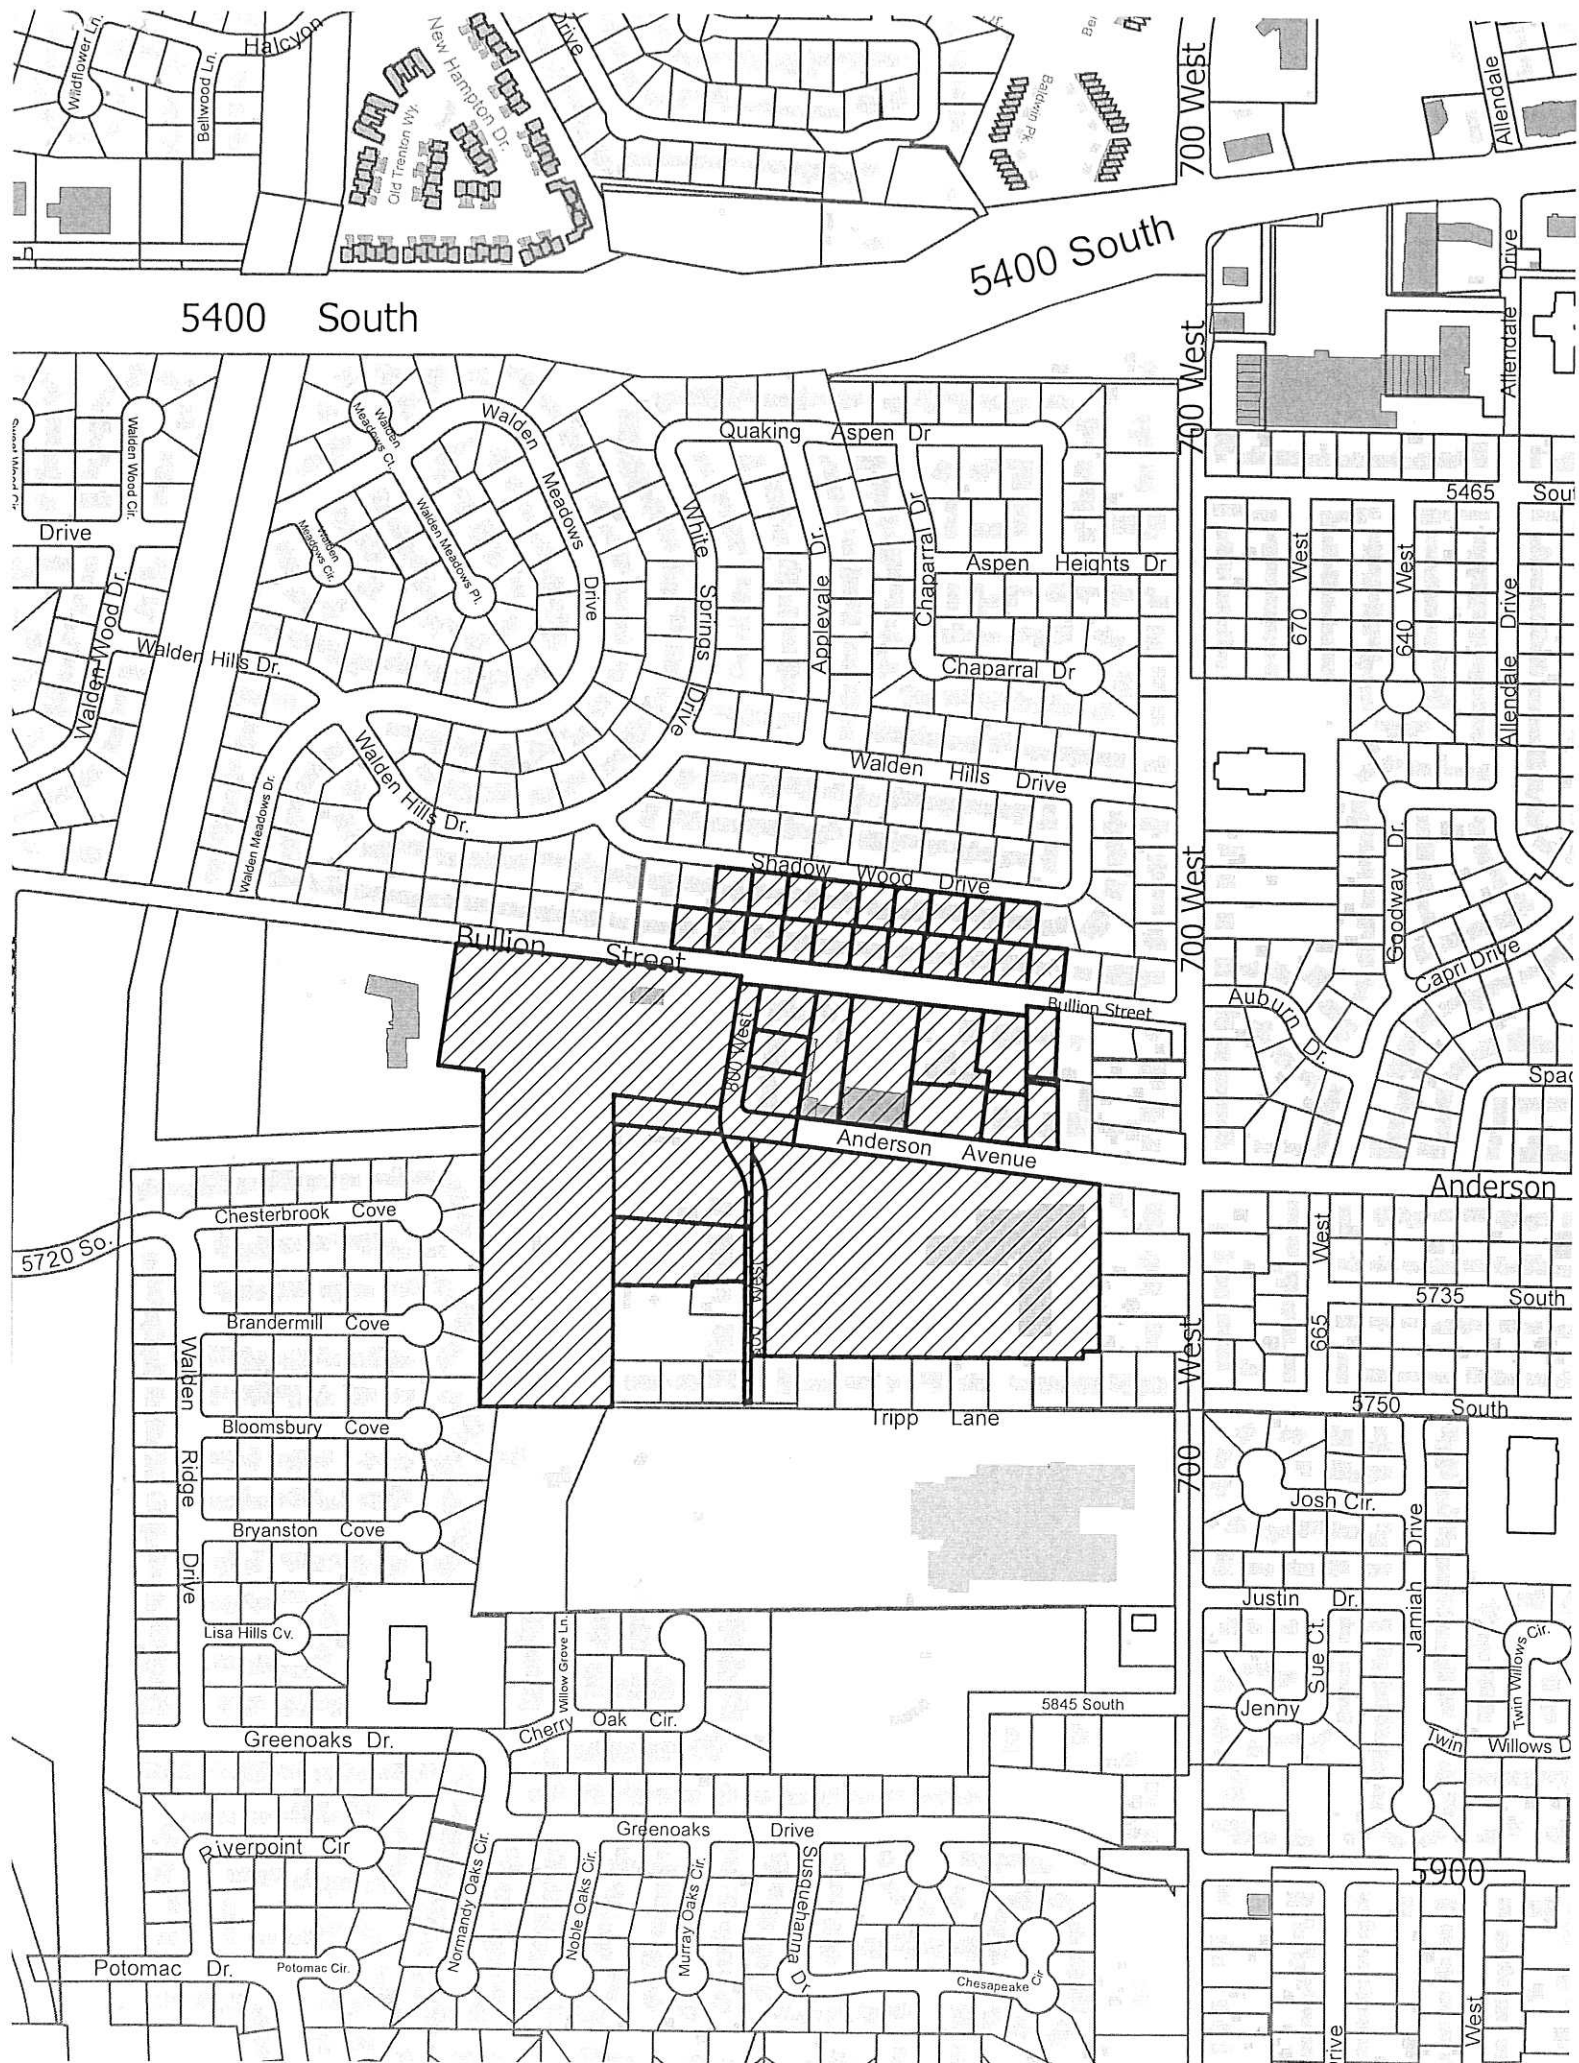 Wildflower Ln.
Bellwood Ln.
Halcyon
New Hampton Dr.
Old Trenton Wy.
Drive
Baldwin Pk.
700 West
Allendale
5400 South
5400 South
Allendale Drive
700 West
Allendale Drive
Walden Wood Cir.
Drive
Walden Meadows Ct.
Walden Meadows Drive
Walden Meadows Pl.
Walden Meadows Cir.
Quaking Aspen Dr
White Springs Drive
Applevale Dr.
Chaparral Dr
Aspen Heights Dr
Chaparral Dr
5465
670 West
640 West
Allendale Drive
Allendale Drive
Walden Wood Dr.
Walden Hills Dr.
Walden Hills Dr.
Walden Meadows Dr.
Walden Hills Drive
Shadow Wood Drive
700 West
Goodway Dr.
Capri Drive
Auburn Dr.
Bullion Street
Bullion Street
800 West
Anderson Avenue
Anderson
Chesterbrook Cove
5720 So.
Brandermill Cove
Bloomsbury Cove
Bryanston Cove
Walden Ridge Drive
Lisa Hills Cv.
800 West
665 West
5735 South
5750 South
Tripp Lane
700 West
Josh Cir.
Jamiah Drive
Justin Dr.
Sue Ct.
Jenny
Twin Willows Cir.
Twin Willows D
Willow Grove Ln.
Cherry Oak Cir.
5845 South
Greenoaks Dr.
Greenoaks Drive
Riverpoint Cir
Normandy Oaks Cir.
Noble Oaks Cir.
Murray Oaks Cir.
Susquehanna Dr
Chesapeake Cir
Potomac Dr.
Potomac Cir.
5900
West